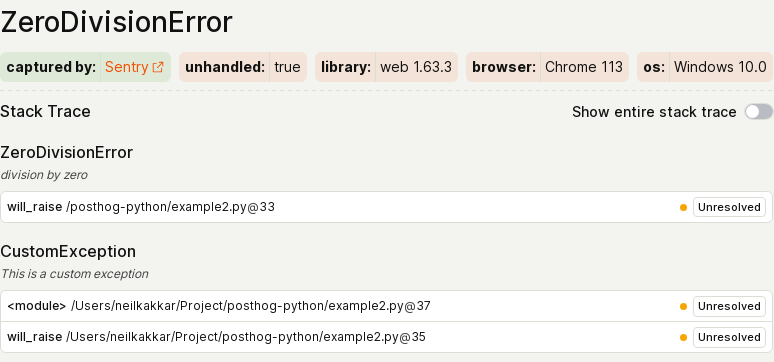 ZeroDivisionError
captured by: Sentry unhandled: true library: web 1.63.3 browser: Chrome 113 os: Windows 10.0
Stack Trace Show entire stack trace
ZeroDivisionError
division by zero
will_raise /posthog-python/example2.py@33 Unresolved
CustomException
This is a custom exception
<module> /Users/neilkakkar/Project/posthog-python/example2.py@37 Unresolved
will_raise /Users/neilkakkar/Project/posthog-python/example2.py@35 Unresolved